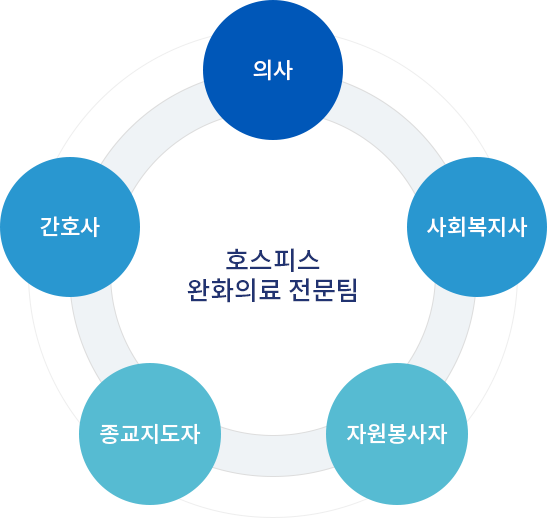 의사
간호사
사회복지사
호스피스
완화의료 전문팀
종교지도자
자원봉사자